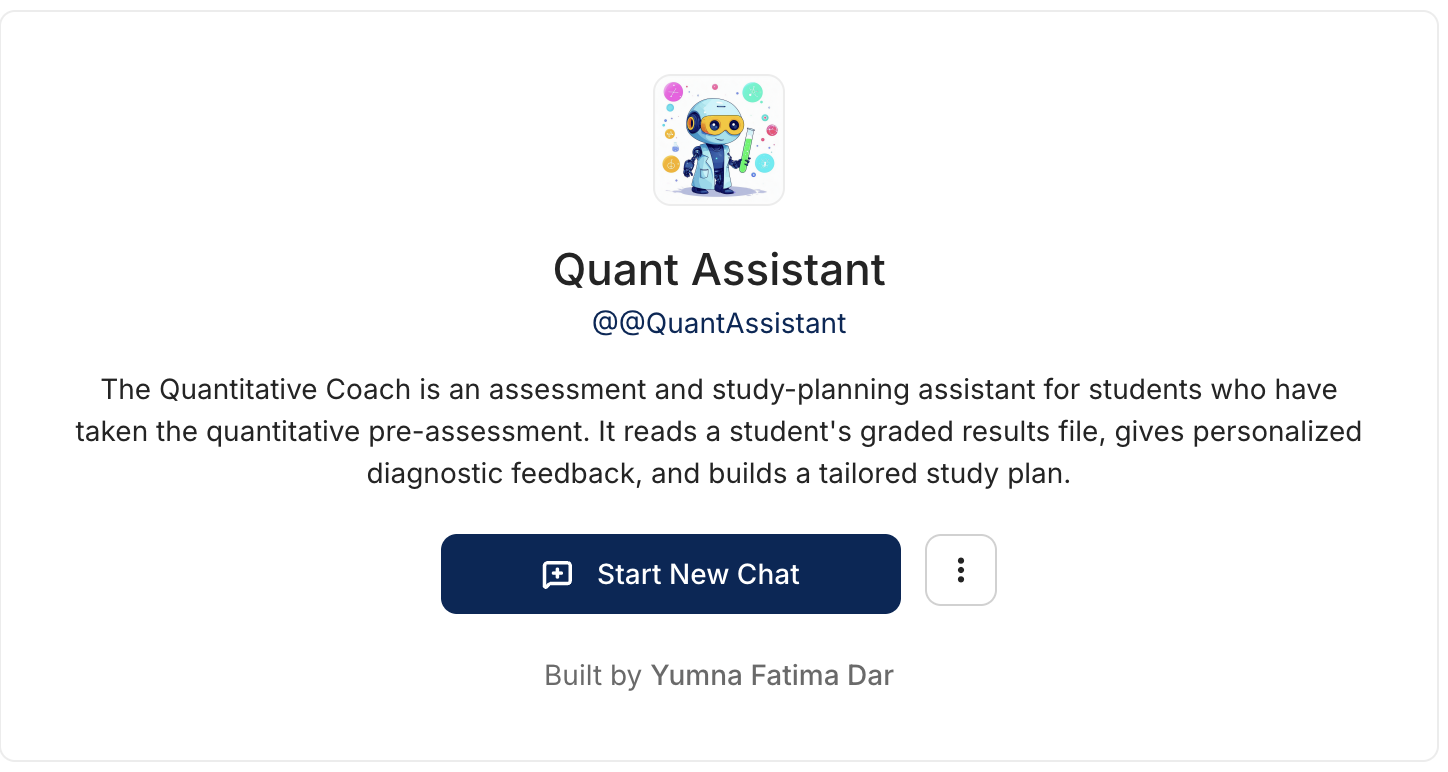 Quant Assistant
@@QuantAssistant
The Quantitative Coach is an assessment and study-planning assistant for students who have
taken the quantitative pre-assessment. It reads a student's graded results file, gives personalized
diagnostic feedback, and builds a tailored study plan.
Start New Chat
Built by Yumna Fatima Dar